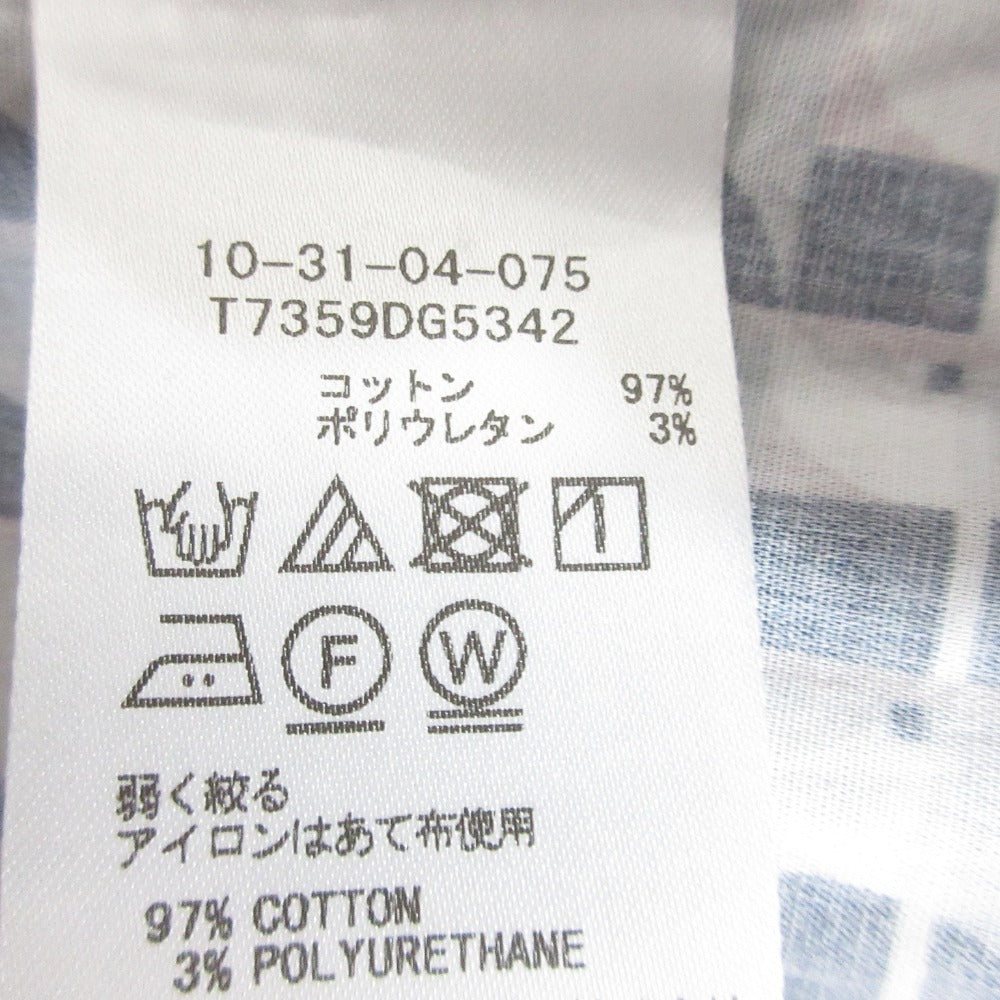 10-31-04-075
T7359DG5342
コットン 97%
ポリウレタン 3%
F W
弱く絞る
アイロンはあて布使用
97% COTTON
3% POLYURETHANE